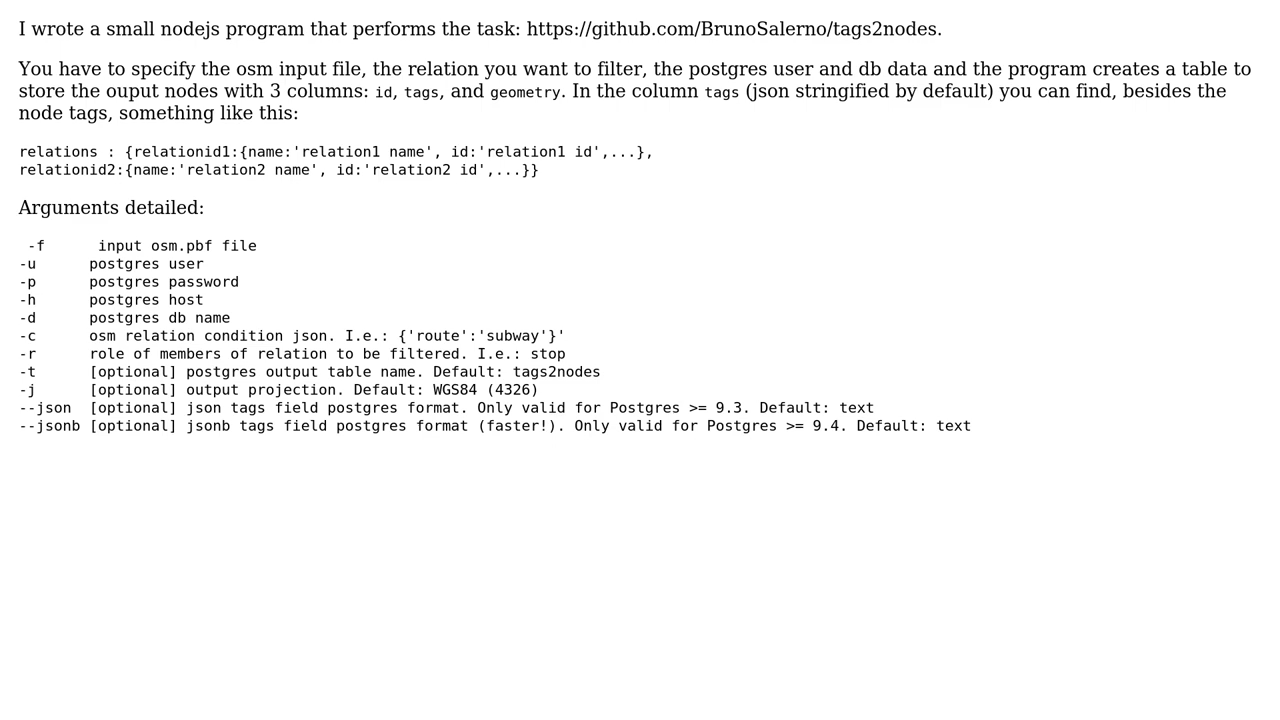 I wrote a small nodejs program that performs the task: https://github.com/BrunoSalerno/tags2nodes.
You have to specify the osm input file, the relation you want to filter, the postgres user and db data and the program creates a table to
store the ouput nodes with 3 columns: id, tags, and geometry. In the column tags (json stringified by default) you can find, besides the
node tags, something like this:
relations : {relationid1:{name:'relation1 name', id:'relation1 id',...},
relationid2:{name:'relation2 name', id:'relation2 id',...}}
Arguments detailed:
-f      input osm.pbf file
-u      postgres user
-p      postgres password
-h      postgres host
-d      postgres db name
-c      osm relation condition json. I.e.: {'route':'subway'}'
-r      role of members of relation to be filtered. I.e.: stop
-t      [optional] postgres output table name. Default: tags2nodes
-j      [optional] output projection. Default: WGS84 (4326)
--json  [optional] json tags field postgres format. Only valid for Postgres >= 9.3. Default: text
--jsonb [optional] jsonb tags field postgres format (faster!). Only valid for Postgres >= 9.4. Default: text